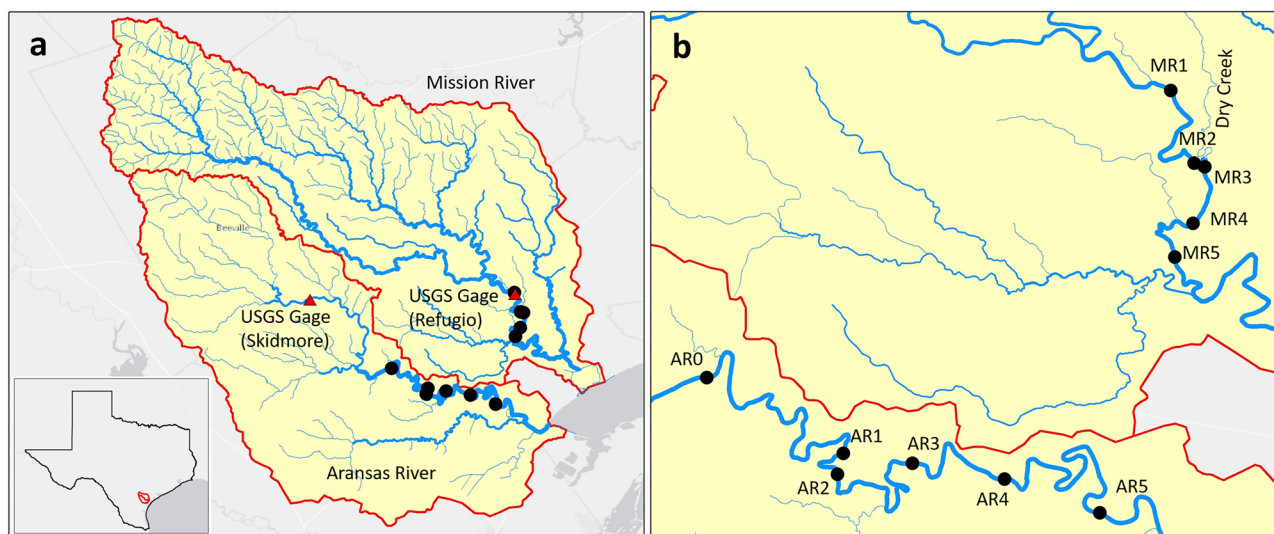 a
Mission River
Beeville
USGS Gage
(Refugio)
USGS Gage
(Skidmore)
Aransas River
b
MR1
Dry Creek
MR2
MR3
MR4
MR5
AR0
AR1
AR3
AR2
AR4
AR5